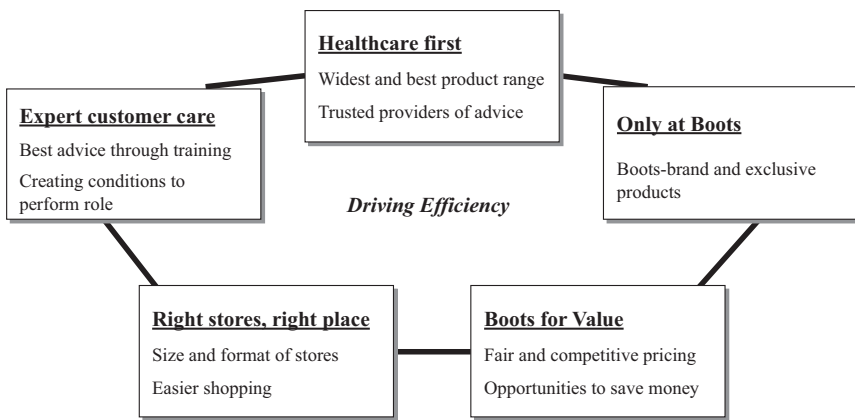 Healthcare first
Widest and best product range
Trusted providers of advice
Expert customer care
Best advice through training
Creating conditions to
perform role
Only at Boots
Boots-brand and exclusive
products
Driving Efficiency
Right stores, right place
Size and format of stores
Easier shopping
Boots for Value
Fair and competitive pricing
Opportunities to save money